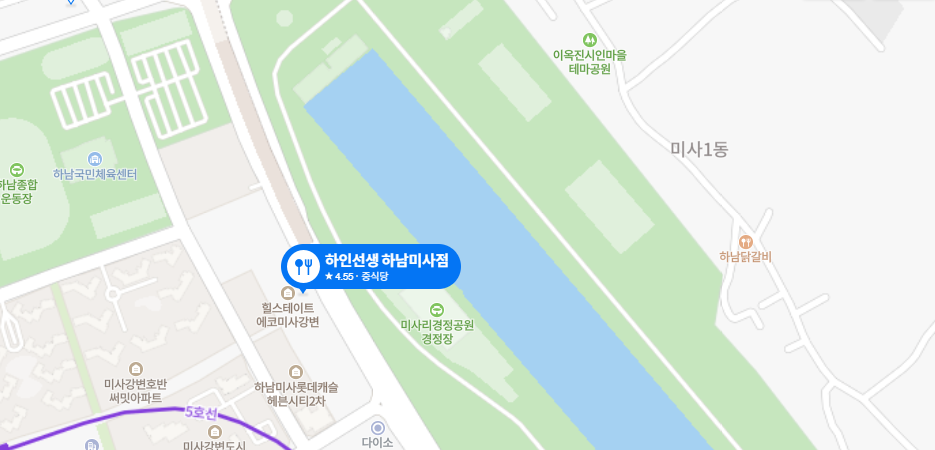 이옥진시인마을
테마공원
미사1동
하남국민체육센터
하남종합
운동장
하인선생 하남미사점
★ 4.55 · 중식당
하남닭갈비
힐스테이트
에코미사강변
미사리경정공원
경정장
미사강변호반
써밋아파트
하남미사롯데캐슬
헤븐시티2차
5호선
미사강변도시
다이소